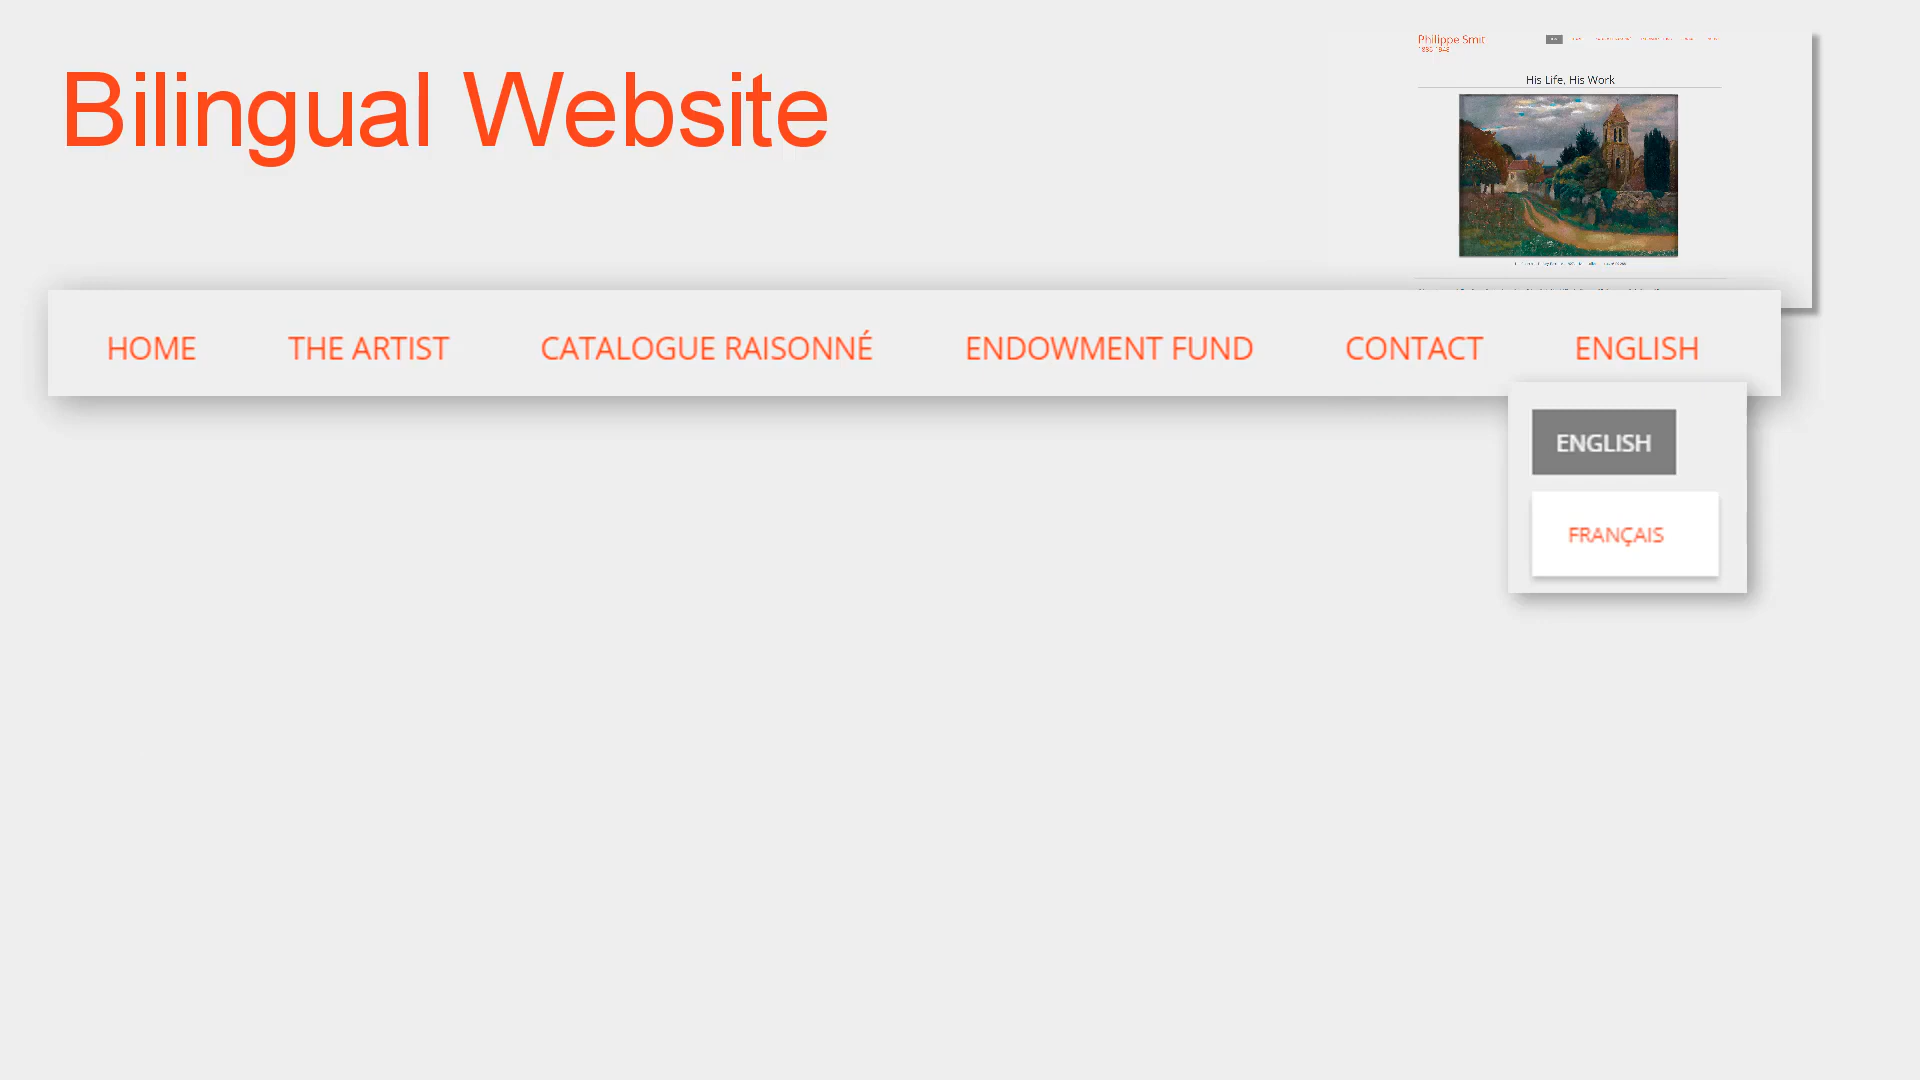 Bilingual Website
Philippe Smit
His Life, His Work
HOME THE ARTIST CATALOGUE RAISONNÉ ENDOWMENT FUND CONTACT ENGLISH
ENGLISH
FRANÇAIS